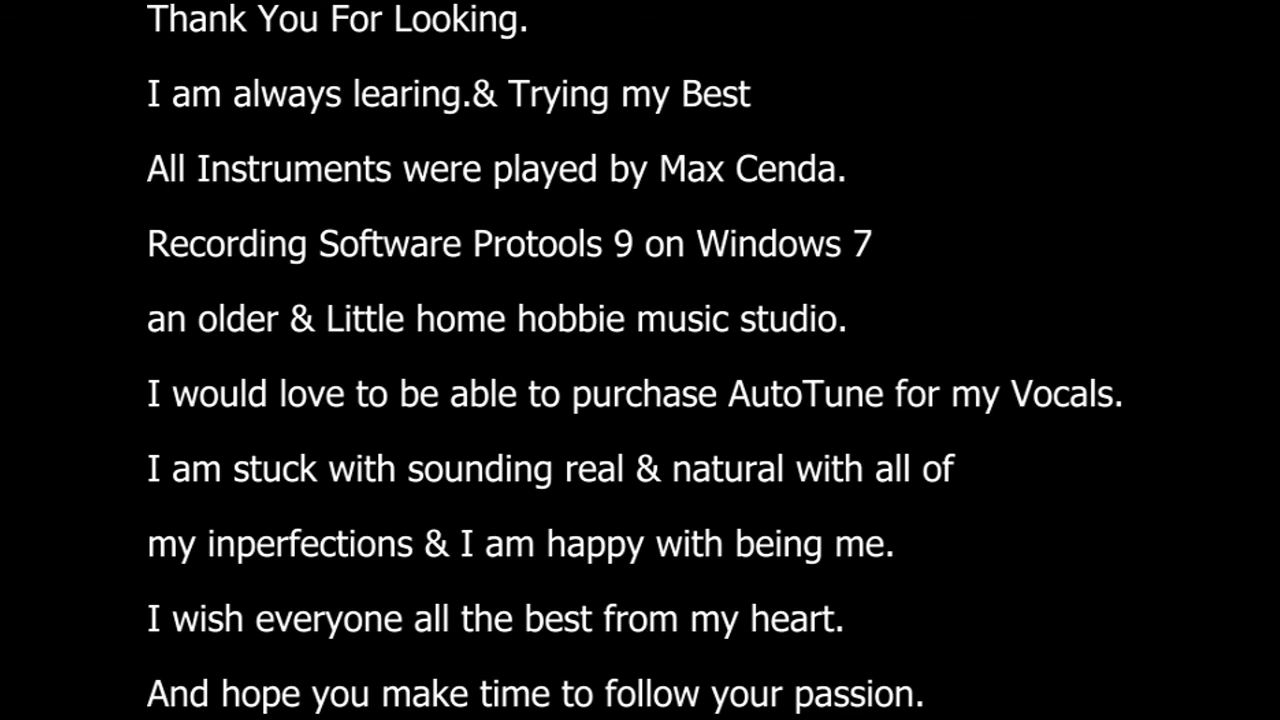 Thank You For Looking.
I am always learing.& Trying my Best
All Instruments were played by Max Cenda.
Recording Software Protools 9 on Windows 7
an older & Little home hobbie music studio.
I would love to be able to purchase AutoTune for my Vocals.
I am stuck with sounding real & natural with all of
my inperfections & I am happy with being me.
I wish everyone all the best from my heart.
And hope you make time to follow your passion.